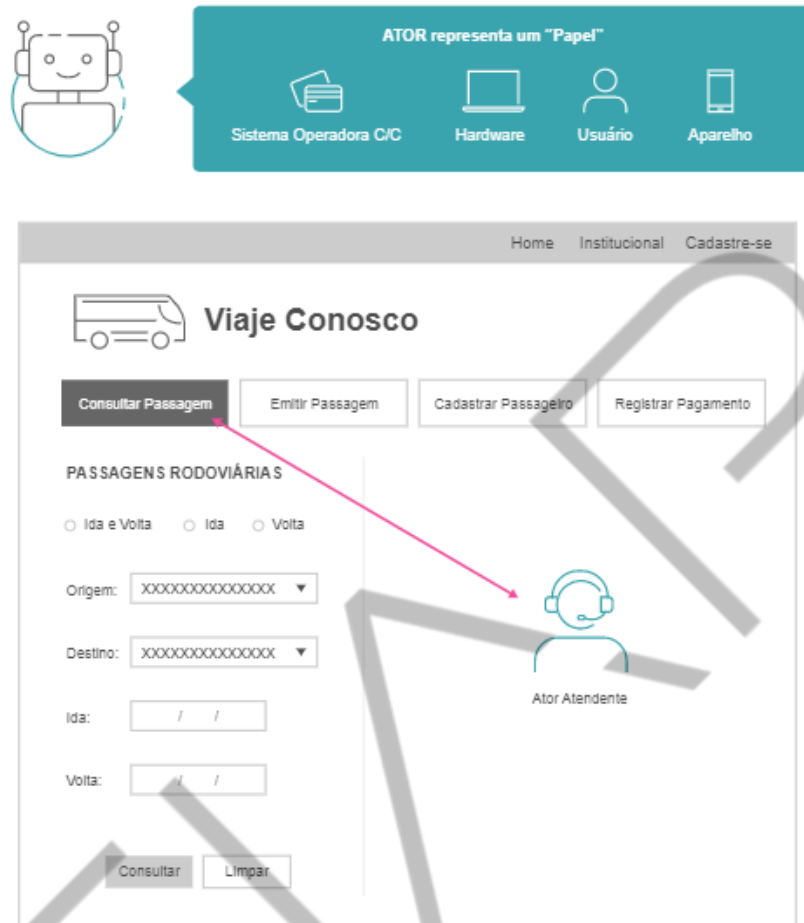 ATOR representa um "Papel"
Sistema Operadora C/C Hardware Usuário Aparelho
Home Institucional Cadastre-se
Viaje Conosco
Consultar Passagem Emitir Passagem Cadastrar Passageiro Registrar Pagamento
PASSAGENS RODOVIÁRIAS
Ida e Volta Ida Volta
Origem: XXXXXXXXXXXXXX
Destino: XXXXXXXXXXXXXX
Ator Atendente
Ida: / /
Volta: / /
Consultar Limpar